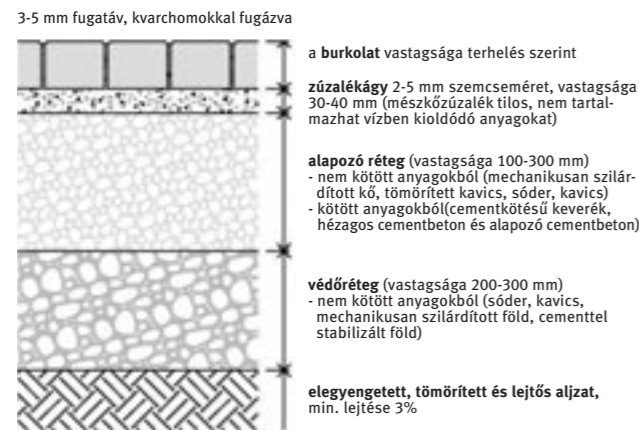 3-5 mm fugatáv, kvarchomokkal fugázva
a burkolat vastagsága terhelés szerint
zúzalékágy 2-5 mm szemcseméret, vastagsága
30-40 mm (mészkőzúzalék tilos, nem tartal-
mazhat vízben kioldódó anyagokat)
alapozó réteg (vastagsága 100-300 mm)
- nem kötött anyagokból (mechanikusan szilár-
dított kő, tömörített kavics, sóder, kavics)
- kötött anyagokból(cementkötésű keverék,
hézagos cementbeton és alapozó cementbeton)
védőréteg (vastagsága 200-300 mm)
- nem kötött anyagokból (sóder, kavics,
mechanikusan szilárdított föld, cementtel
stabilizált föld)
elegyengetett, tömörített és lejtős aljzat,
min. lejtése 3%